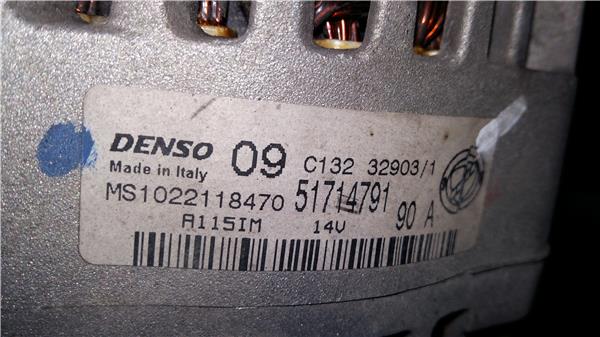 DENSO 09 C132 32903/1
Made in Italy
MS1022118470 51714791 90 A
A115IM 14V